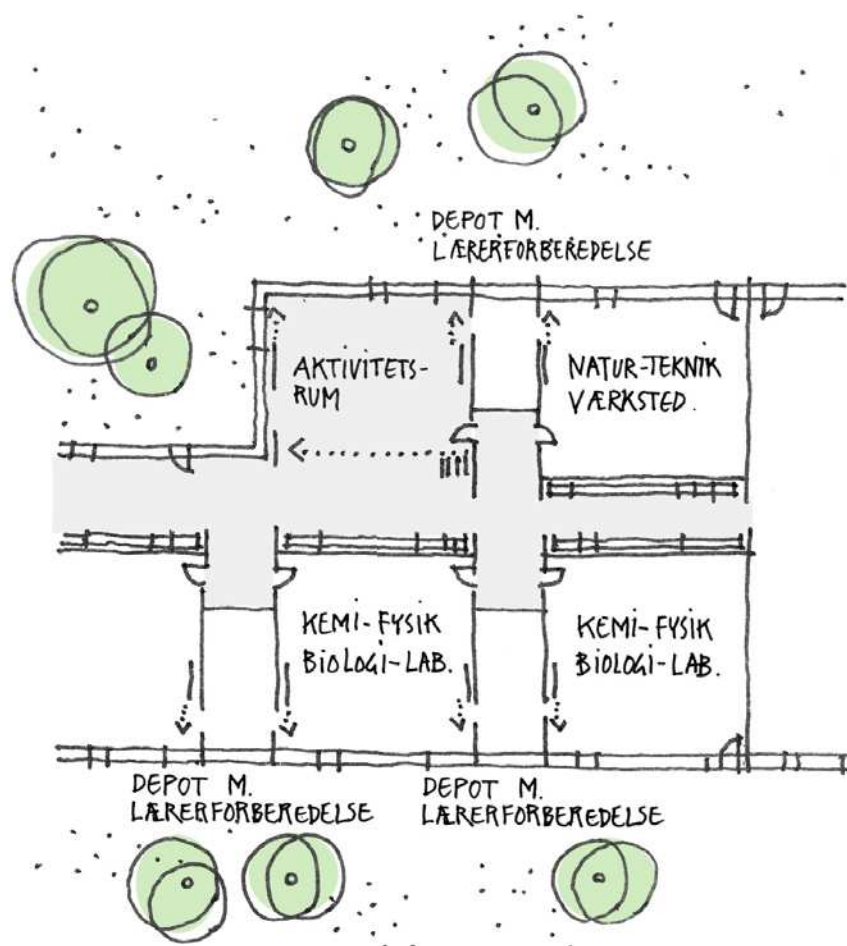 DEPOT M.
LÆRERFORBEREDELSE
AKTIVITETS-
RUM
NATUR-TEKNIK
VÆRKSTED.
KEMI-FYSIK
BIOLOGI-LAB.
KEMI-FYSIK
BIOLOGI-LAB.
DEPOT M.
LÆRERFORBEREDELSE
DEPOT M.
LÆRERFORBEREDELSE